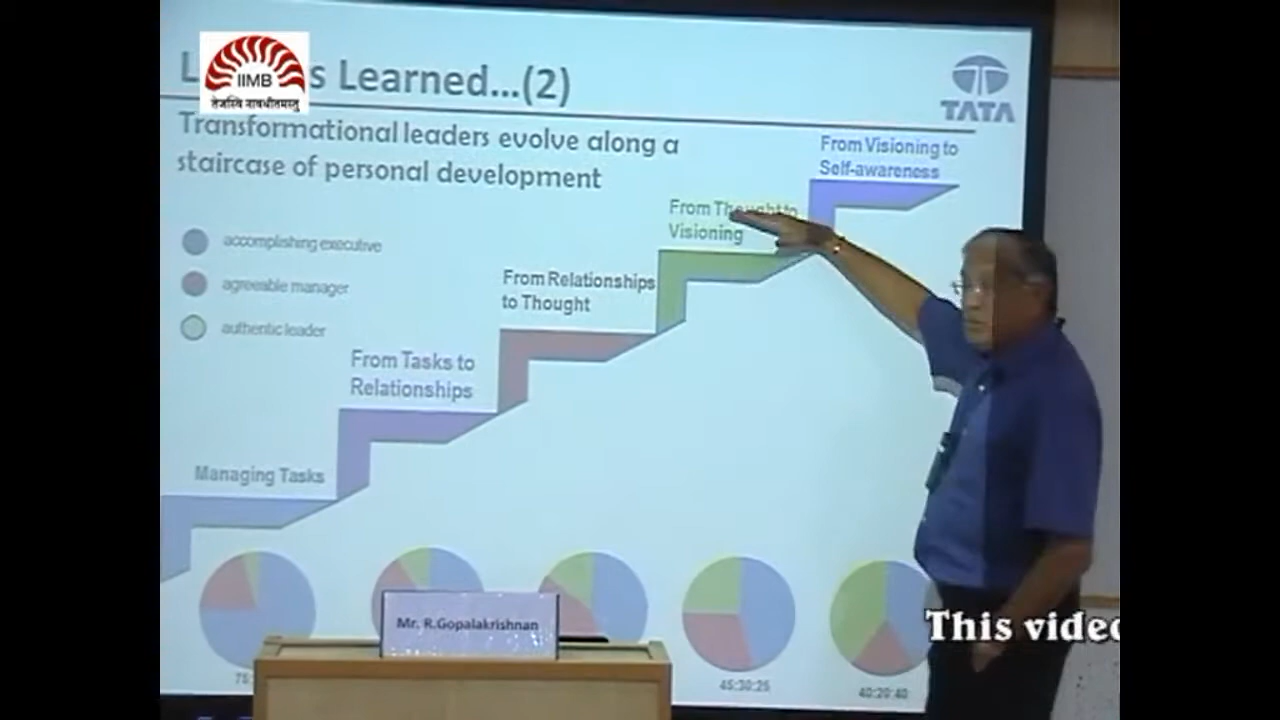 IIMB
तेजस्वि नावधीतमस्तु
s Learned...(2)
TATA
Transformational leaders evolve along a
staircase of personal development
accomplishing executive
agreeable manager
authentic leader
From Visioning to
Self-awareness
From Thought to
Visioning
From Relationships
to Thought
From Tasks to
Relationships
Managing Tasks
Mr. R.Gopalakrishnan
45:30:25
40:20:40
This video